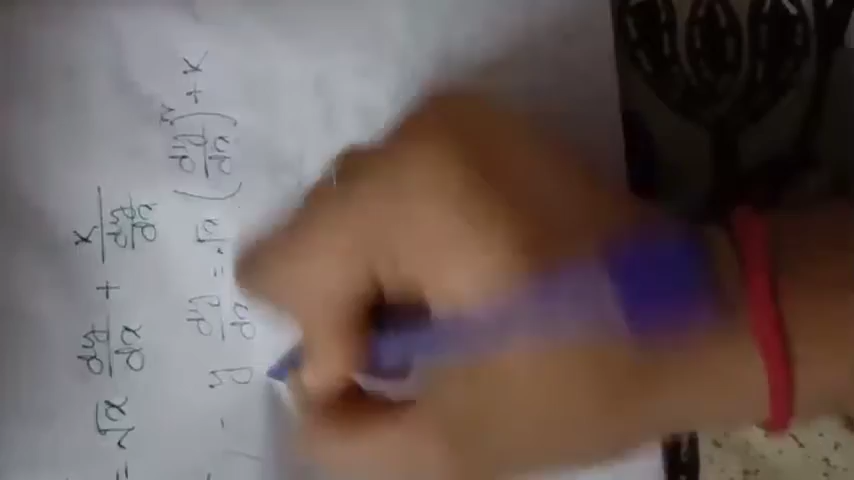 = √x dy/dx + K/(dy/dx)
- y dy/dx = √x (dy/dx)² + K